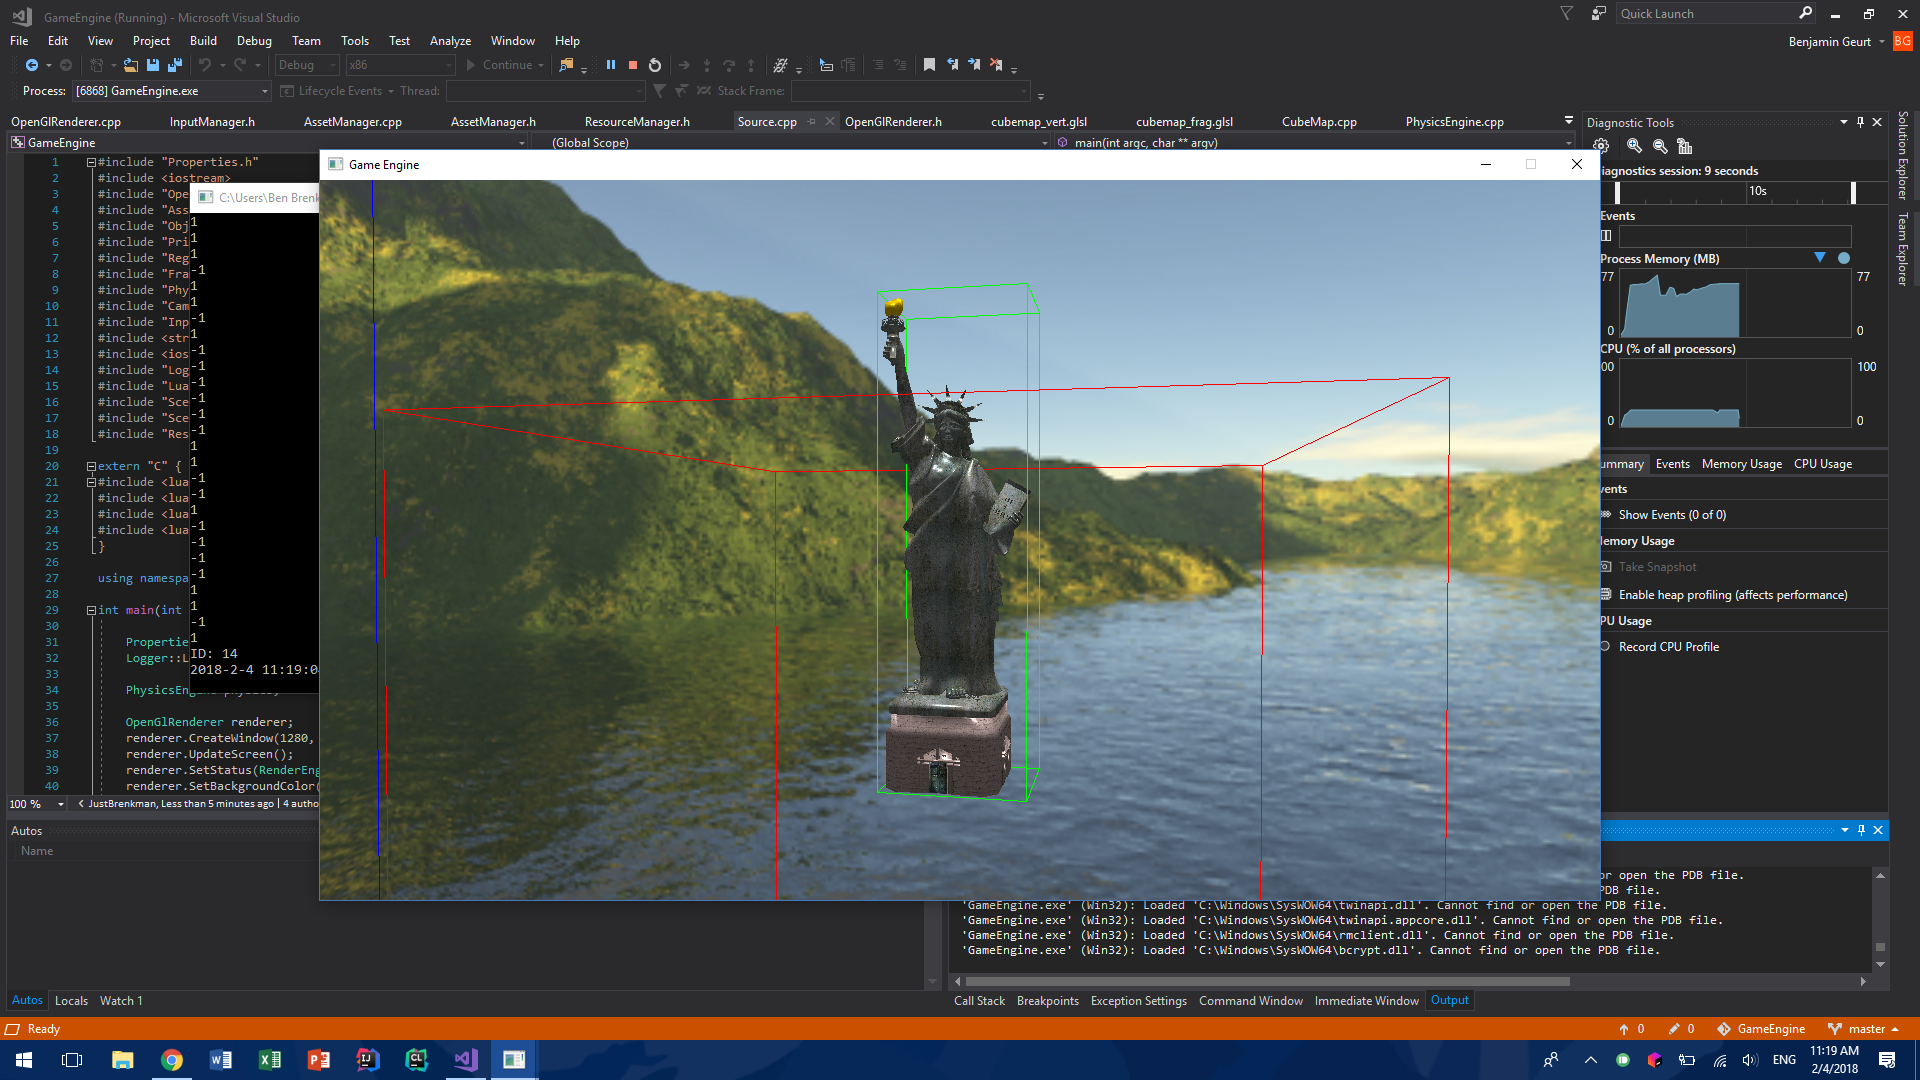 GameEngine (Running) - Microsoft Visual Studio
Quick Launch
File Edit View Project Build Debug Team Tools Test Analyze Window Help
Benjamin Geurt BG
Debug x86 Continue
Process: [6868] GameEngine.exe Lifecycle Events Thread: Stack Frame:
OpenGlRenderer.cpp InputManager.h AssetManager.cpp AssetManager.h ResourceManager.h Source.cpp OpenGlRenderer.h cubemap_vert.glsl cubemap_frag.glsl CubeMap.cpp PhysicsEngine.cpp
GameEngine (Global Scope) main(int argc, char ** argv)
1 #include "Properties.h"
2 #include <iostream>
3 #include "Ope
4 #include "Ass
5 #include "Obj
6 #include "Pri
7 #include "Reg
8 #include "Fra
9 #include "Phy
10 #include "Cam
11 #include "Inp
12 #include <str
13 #include <ios
14 #include "Log
15 #include "Lua
16 #include "Sce
17 #include "Sce
18 #include "Res
19
20 extern "C" {
21 #include <lua
22 #include <lua
23 #include <lua
24 #include <lua
25 }
26
27 using namespa
28
29 int main(int
30
31 Propertie
32 Logger::L
33
34 PhysicsEngine physics;
35
36 OpenGlRenderer renderer;
37 renderer.CreateWindow(1280,
38 renderer.UpdateScreen();
39 renderer.SetStatus(RenderEng
40 renderer.SetBackgroundColor(
100 % JustBrenkman, Less than 5 minutes ago | 4 autho
C:\Users\Ben Brenk
1
1
1
-1
1
1
-1
1
-1
-1
-1
-1
-1
-1
1
1
-1
-1
1
-1
-1
-1
-1
1
1
-1
1
ID: 14
2018-2-4 11:19:0
Game Engine
Diagnostic Tools
iagnostics session: 9 seconds
10s
Events
Process Memory (MB)
77 77
0 0
CPU (% of all processors)
00 100
0 0
ummary Events Memory Usage CPU Usage
vents
Show Events (0 of 0)
emory Usage
Take Snapshot
Enable heap profiling (affects performance)
PU Usage
Record CPU Profile
Solution Explorer
Team Explorer
Autos
Name
Autos Locals Watch 1
or open the PDB file.
PDB file.
'GameEngine.exe' (Win32): Loaded 'C:\Windows\SysWOW64\twinapi.dll'. Cannot find or open the PDB file.
'GameEngine.exe' (Win32): Loaded 'C:\Windows\SysWOW64\twinapi.appcore.dll'. Cannot find or open the PDB file.
'GameEngine.exe' (Win32): Loaded 'C:\Windows\SysWOW64\rmclient.dll'. Cannot find or open the PDB file.
'GameEngine.exe' (Win32): Loaded 'C:\Windows\SysWOW64\bcrypt.dll'. Cannot find or open the PDB file.
Call Stack Breakpoints Exception Settings Command Window Immediate Window Output
Ready 0 0 GameEngine master
ENG 11:19 AM
2/4/2018